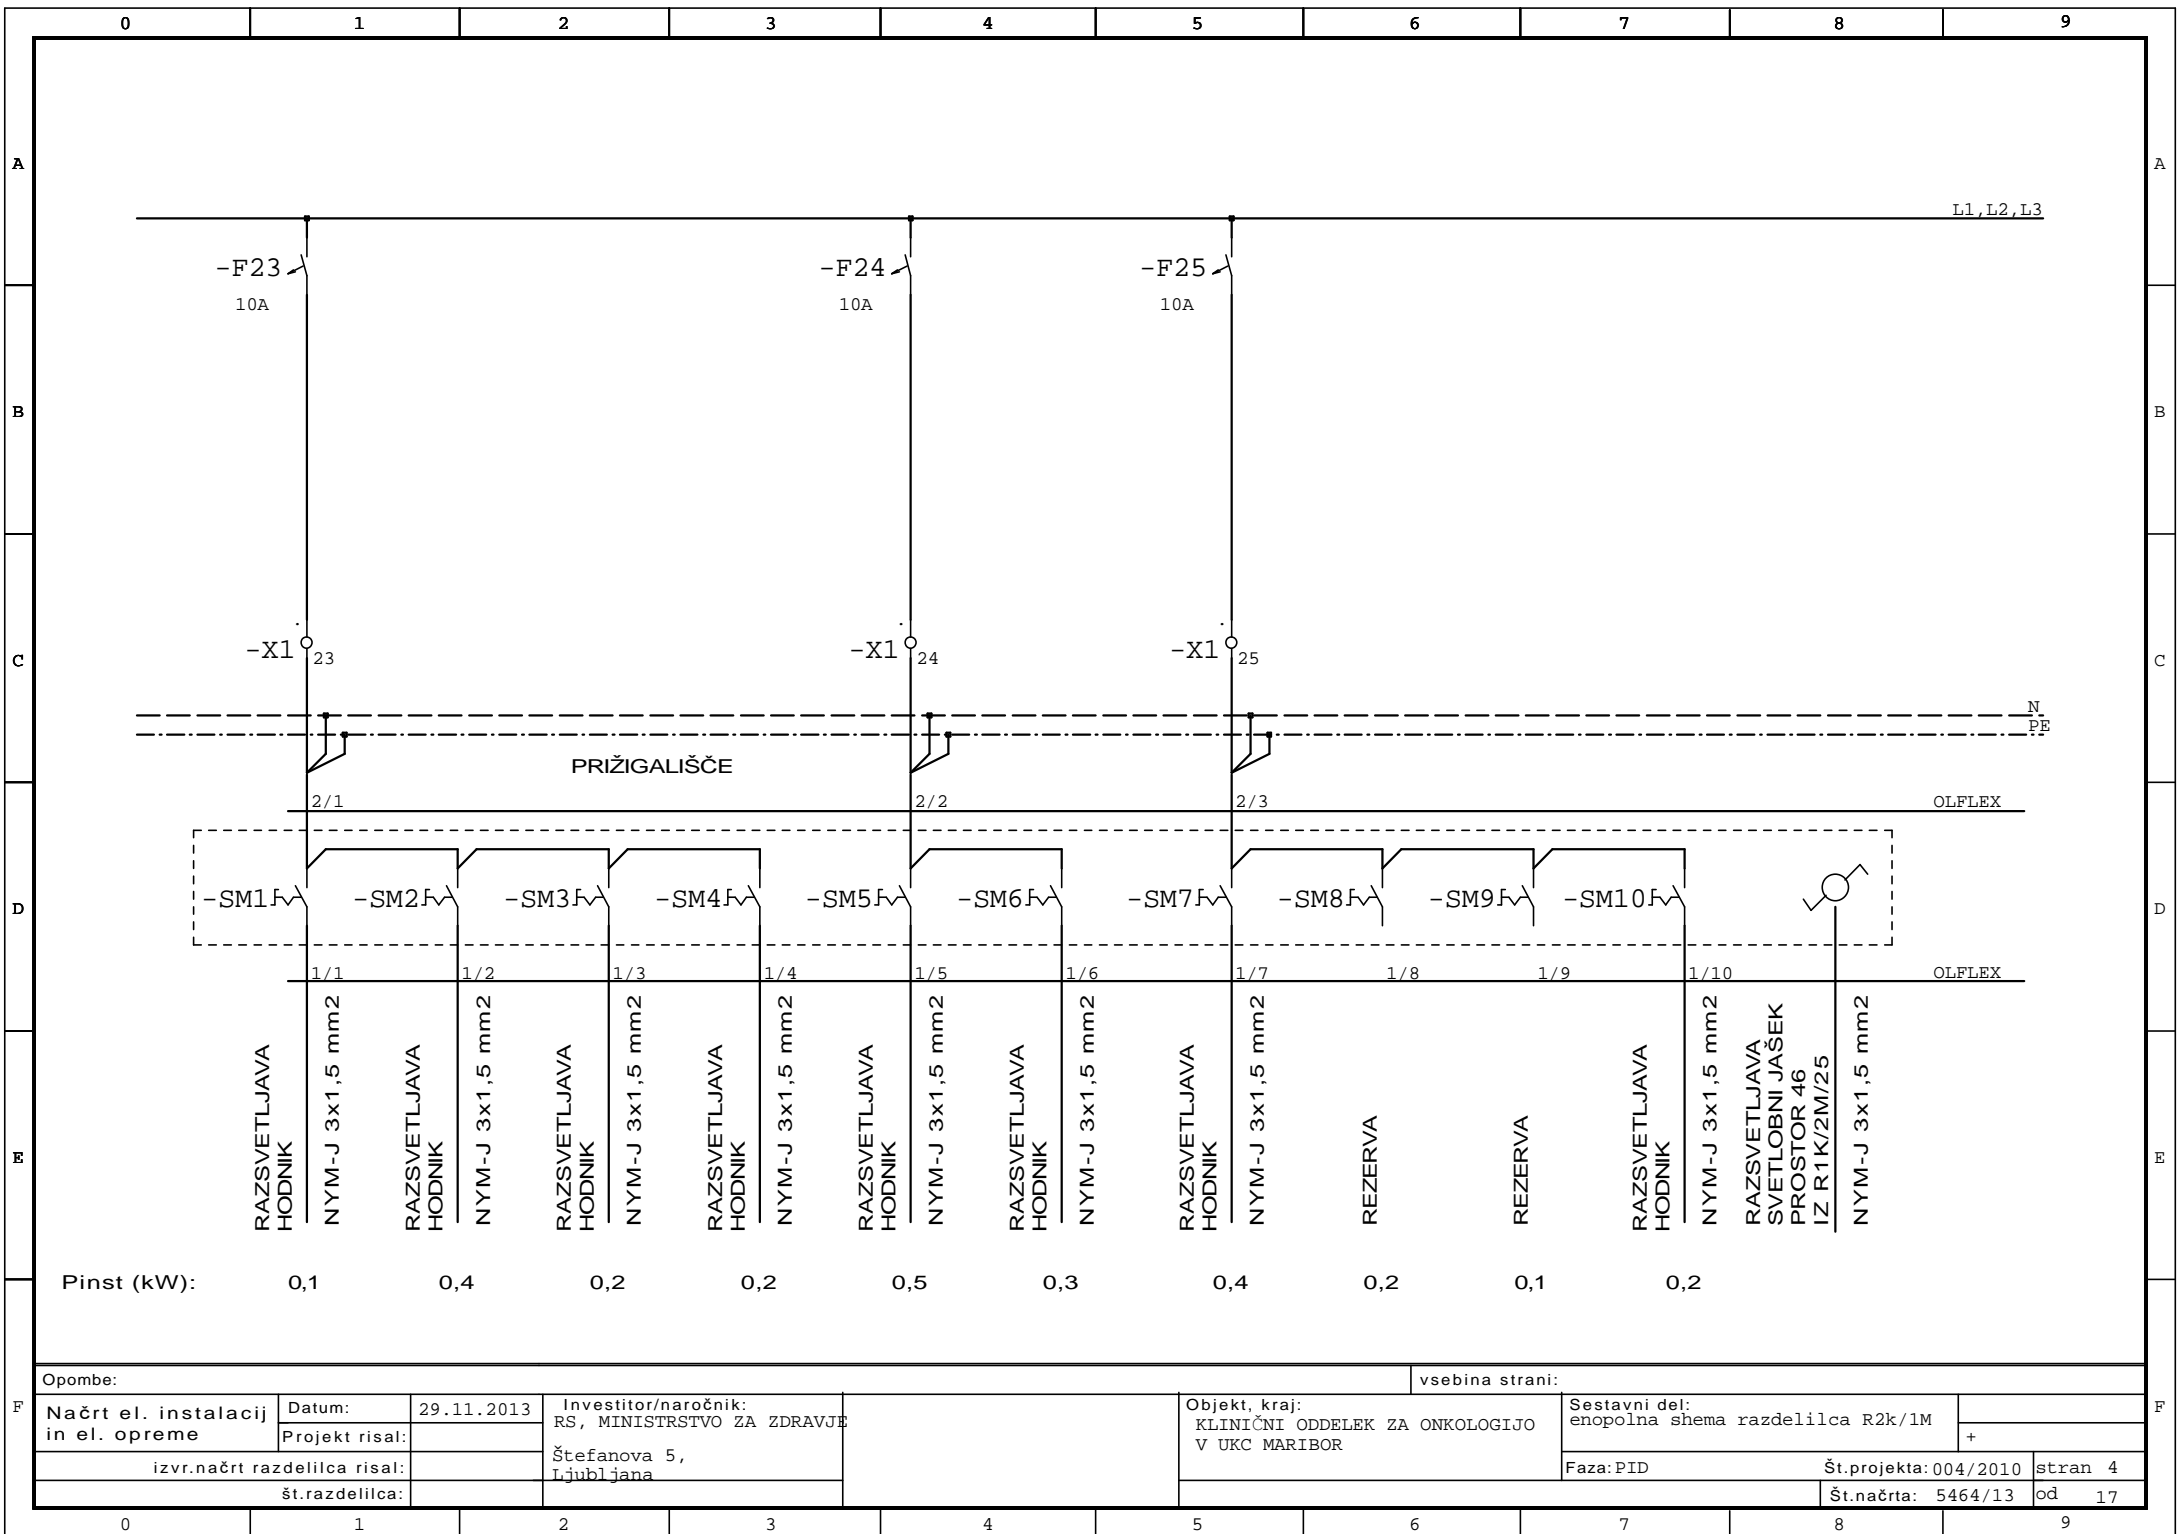 0 1 2 3 4 5 6 7 8 9
A A
L1,L2,L3
-F23 -F24 -F25
10A 10A 10A
B B
-X1 23 -X1 24 -X1 25
C C
N
PE
PRIŽIGALIŠČE
2/1 2/2 2/3 OLFLEX
-SM1 -SM2 -SM3 -SM4 -SM5 -SM6 -SM7 -SM8 -SM9 -SM10
D D
1/1 1/2 1/3 1/4 1/5 1/6 1/7 1/8 1/9 1/10 OLFLEX
RAZSVETLJAVA
HODNIK
NYM-J 3x1,5 mm2
RAZSVETLJAVA
HODNIK
NYM-J 3x1,5 mm2
RAZSVETLJAVA
HODNIK
NYM-J 3x1,5 mm2
RAZSVETLJAVA
HODNIK
NYM-J 3x1,5 mm2
RAZSVETLJAVA
HODNIK
NYM-J 3x1,5 mm2
RAZSVETLJAVA
HODNIK
NYM-J 3x1,5 mm2
RAZSVETLJAVA
HODNIK
NYM-J 3x1,5 mm2
REZERVA
REZERVA
RAZSVETLJAVA
HODNIK
NYM-J 3x1,5 mm2
RAZSVETLJAVA
SVETLOBNI JAŠEK
PROSTOR 46
IZ R1K/2M/25
NYM-J 3x1,5 mm2
E E
Pinst (kW): 0,1 0,4 0,2 0,2 0,5 0,3 0,4 0,2 0,1 0,2
Opombe: vsebina strani:
F F
Načrt el. instalacij
in el. opreme
Datum: 29.11.2013
Projekt risal:
izvr.načrt razdelilca risal:
št.razdelilca:
Investitor/naročnik:
RS, MINISTRSTVO ZA ZDRAVJE
Štefanova 5,
Ljubljana
Objekt, kraj:
KLINIČNI ODDELEK ZA ONKOLOGIJO
V UKC MARIBOR
Sestavni del:
enopolna shema razdelilca R2k/1M
+
Faza: PID Št.projekta: 004/2010 stran 4
Št.načrta: 5464/13 od 17
0 1 2 3 4 5 6 7 8 9